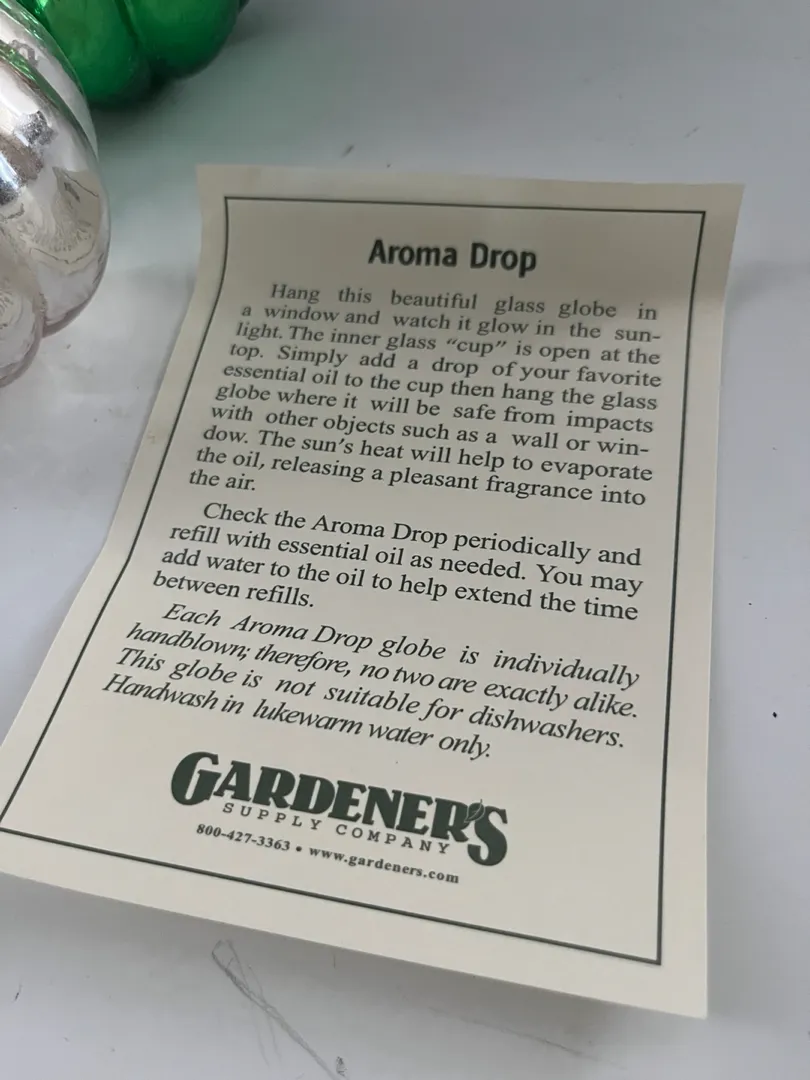 Aroma Drop
Hang this beautiful glass globe in
a window and watch it glow in the sun-
light. The inner glass “cup” is open at the
top. Simply add a drop of your favorite
essential oil to the cup then hang the glass
globe where it will be safe from impacts
with other objects such as a wall or win-
dow. The sun’s heat will help to evaporate
the oil, releasing a pleasant fragrance into
the air.
Check the Aroma Drop periodically and
refill with essential oil as needed. You may
add water to the oil to help extend the time
between refills.
Each Aroma Drop globe is individually
handblown; therefore, no two are exactly alike.
This globe is not suitable for dishwashers.
Handwash in lukewarm water only.
GARDENER’S
SUPPLY COMPANY
800-427-3363 • www.gardeners.com